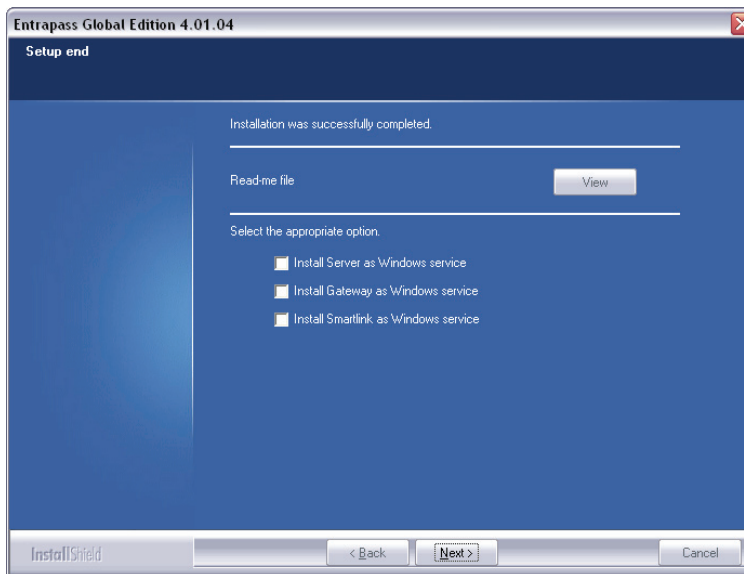 Entrapass Global Edition 4.01.04
Setup end
Installation was successfully completed.
Read-me file
View
Select the appropriate option.
Install Server as Windows service
Install Gateway as Windows service
Install Smartlink as Windows service
InstallShield
< Back
Next >
Cancel